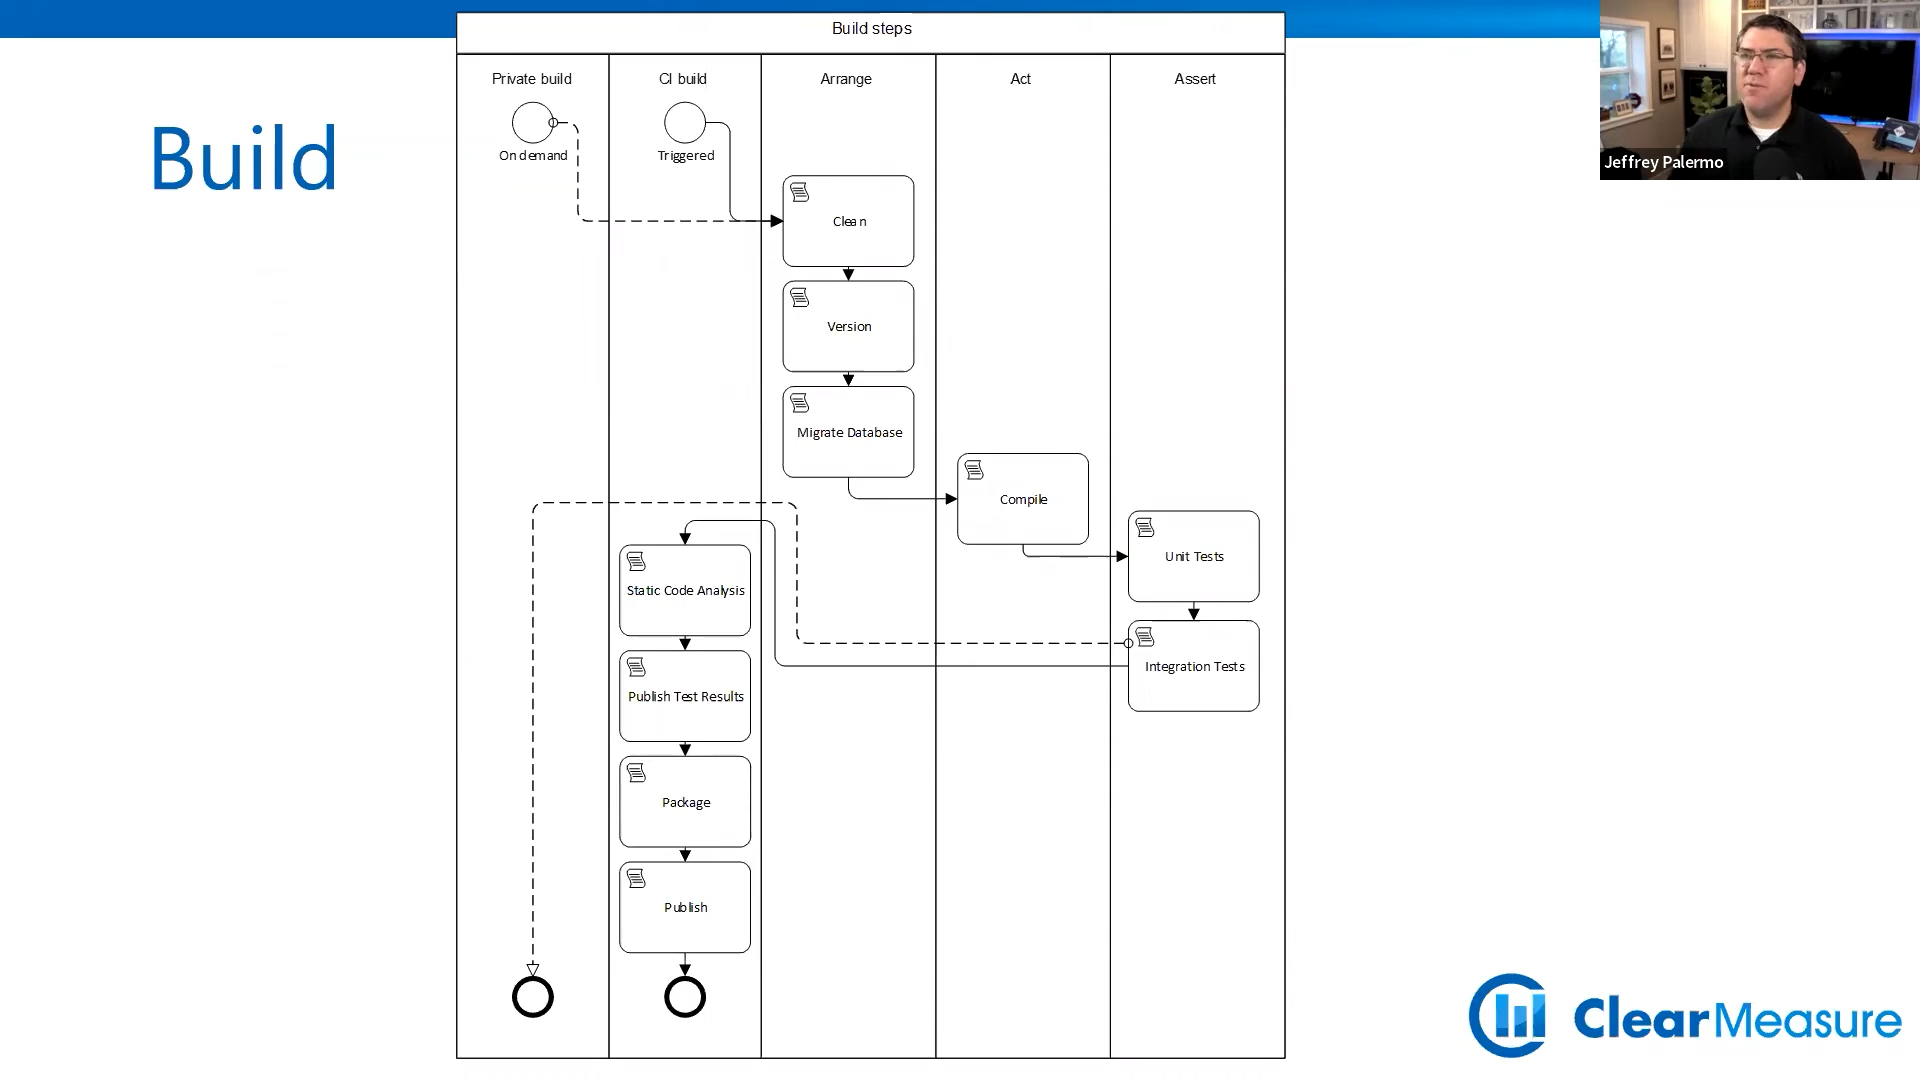 Build steps
Private build
CI build
Arrange
Act
Assert
Build
On demand
Triggered
Jeffrey Palermo
Clean
Version
Migrate Database
Compile
Unit Tests
Static Code Analysis
Integration Tests
Publish Test Results
Package
Publish
ClearMeasure